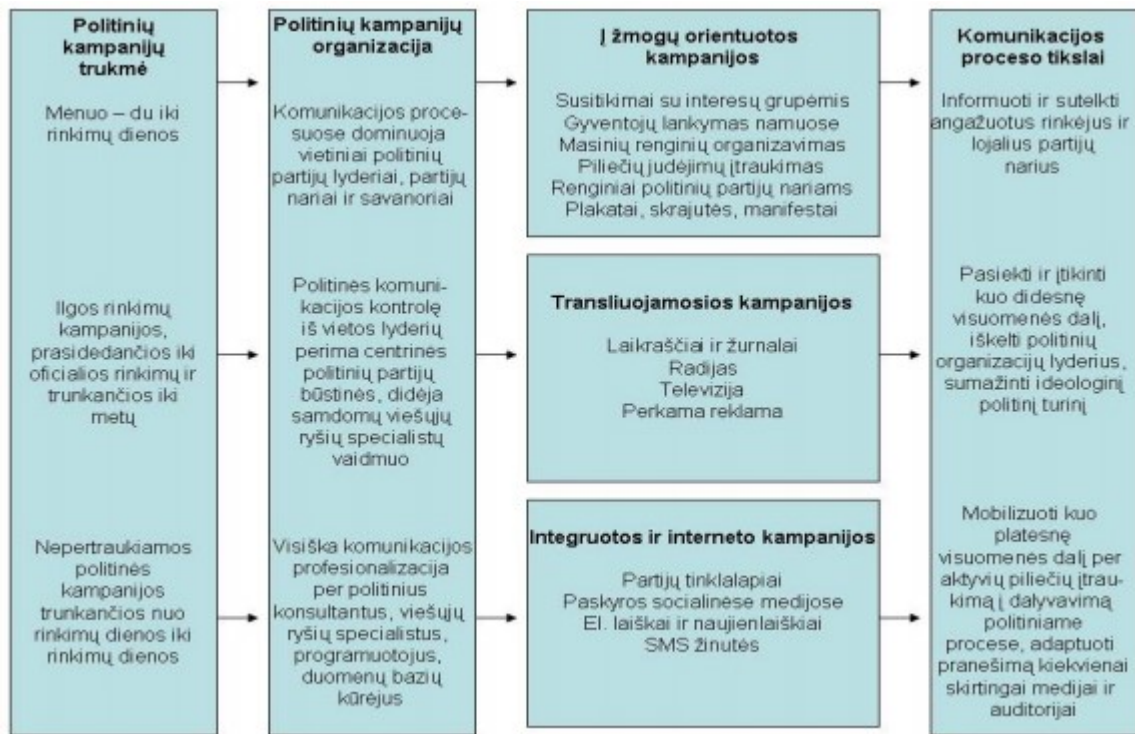 Politinių
kampanijų
trukmė
Mėnuo – du iki
rinkimų dienos
Ilgos rinkimų
kampanijos,
prasidedančios iki
oficialios rinkimų ir
trunkančios iki
metų
Nepertraukiamos
politinės
kampanijos
trunkančios nuo
rinkimų dienos iki
rinkimų dienos
Politinių kampanijų
organizacija
Komunikacijos proce-
suose dominuoja
vietiniai politinių
partijų lyderiai, partijų
nariai ir savanoriai
Politinės komuni-
kacijos kontrolę
iš vietos lyderių
perima centrinės
politinių partijų
būstinės, didėja
samdomų viešųjų
ryšių specialistų
vaidmuo
Visiška komunikacijos
profesionalizacija
per politinius
konsultantus, viešųjų
ryšių specialistus,
programuotojus,
duomenų bazių
kūrėjus
Į žmogų orientuotos
kampanijos
Susitikimai su interesų grupėmis
Gyventojų lankymas namuose
Masinių renginių organizavimas
Piliečių judėjimų įtraukimas
Renginiai politinių partijų nariams
Plakatai, skrajutės, manifestai
Transliuojamosios kampanijos
Laikraščiai ir žurnalai
Radijas
Televizija
Perkama reklama
Integruotos ir interneto kampanijos
Partijų tinklalapiai
Paskyros socialinėse medijose
El. laiškai ir naujienlaiškiai
SMS žinutės
Komunikacijos
proceso tikslai
Informuoti ir sutelkti
angažuotus rinkėjus ir
lojalius partijų
narius
Pasiekti ir įtikinti
kuo didesnę
visuomenės dalį,
iškelti politinių
organizacijų lyderius,
sumažinti ideologinį
politinį turinį
Mobilizuoti kuo
platesnę
visuomenės dalį per
aktyvių piliečių įtrau-
kimą į dalyvavimą
politiniame
procese, adaptuoti
pranešimą kiekvienai
skirtingai medijai ir
auditorijai